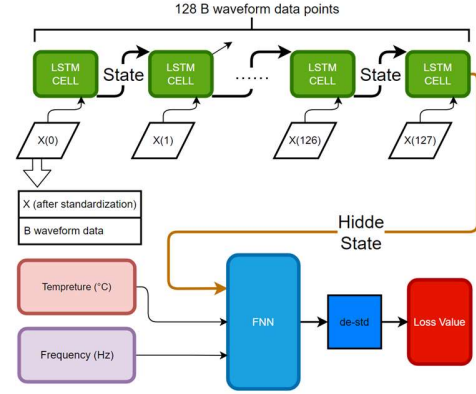 128 B waveform data points
LSTM
CELL
State
LSTM
CELL
......
LSTM
CELL
State
LSTM
CELL
X(0)
X(1)
X(126)
X(127)
X (after standardization)
B waveform data
Hidde
State
Tempreture (°C)
Frequency (Hz)
FNN
de-std
Loss Value